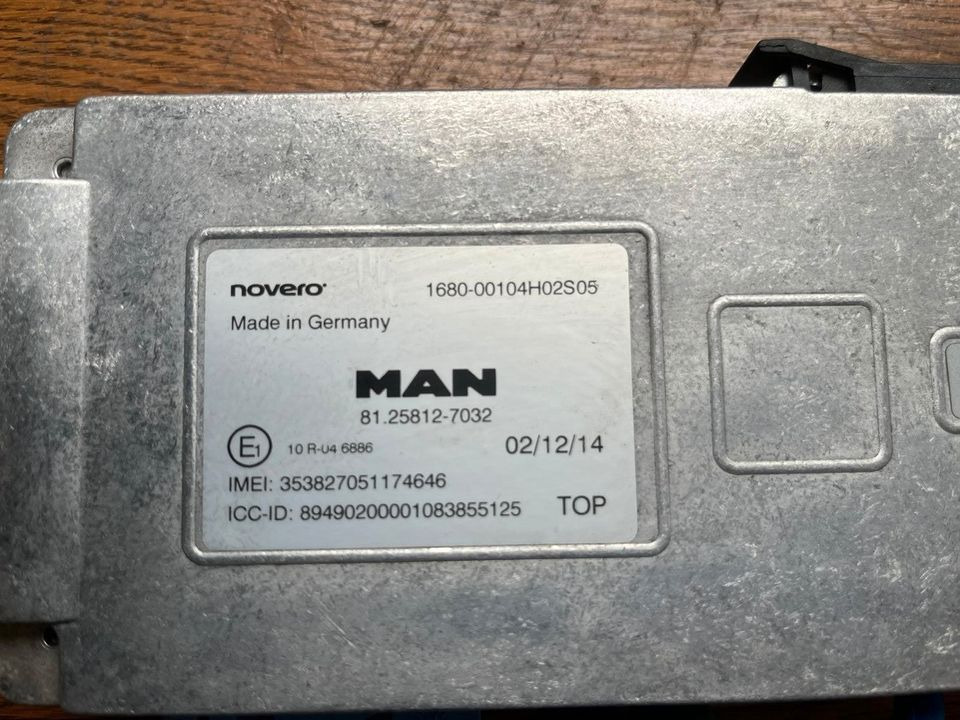 novero 1680-00104H02S05
Made in Germany
MAN
81.25812-7032
E1 10 R-04 6886 02/12/14
IMEI: 353827051174646
ICC-ID: 89490200001083855125 TOP